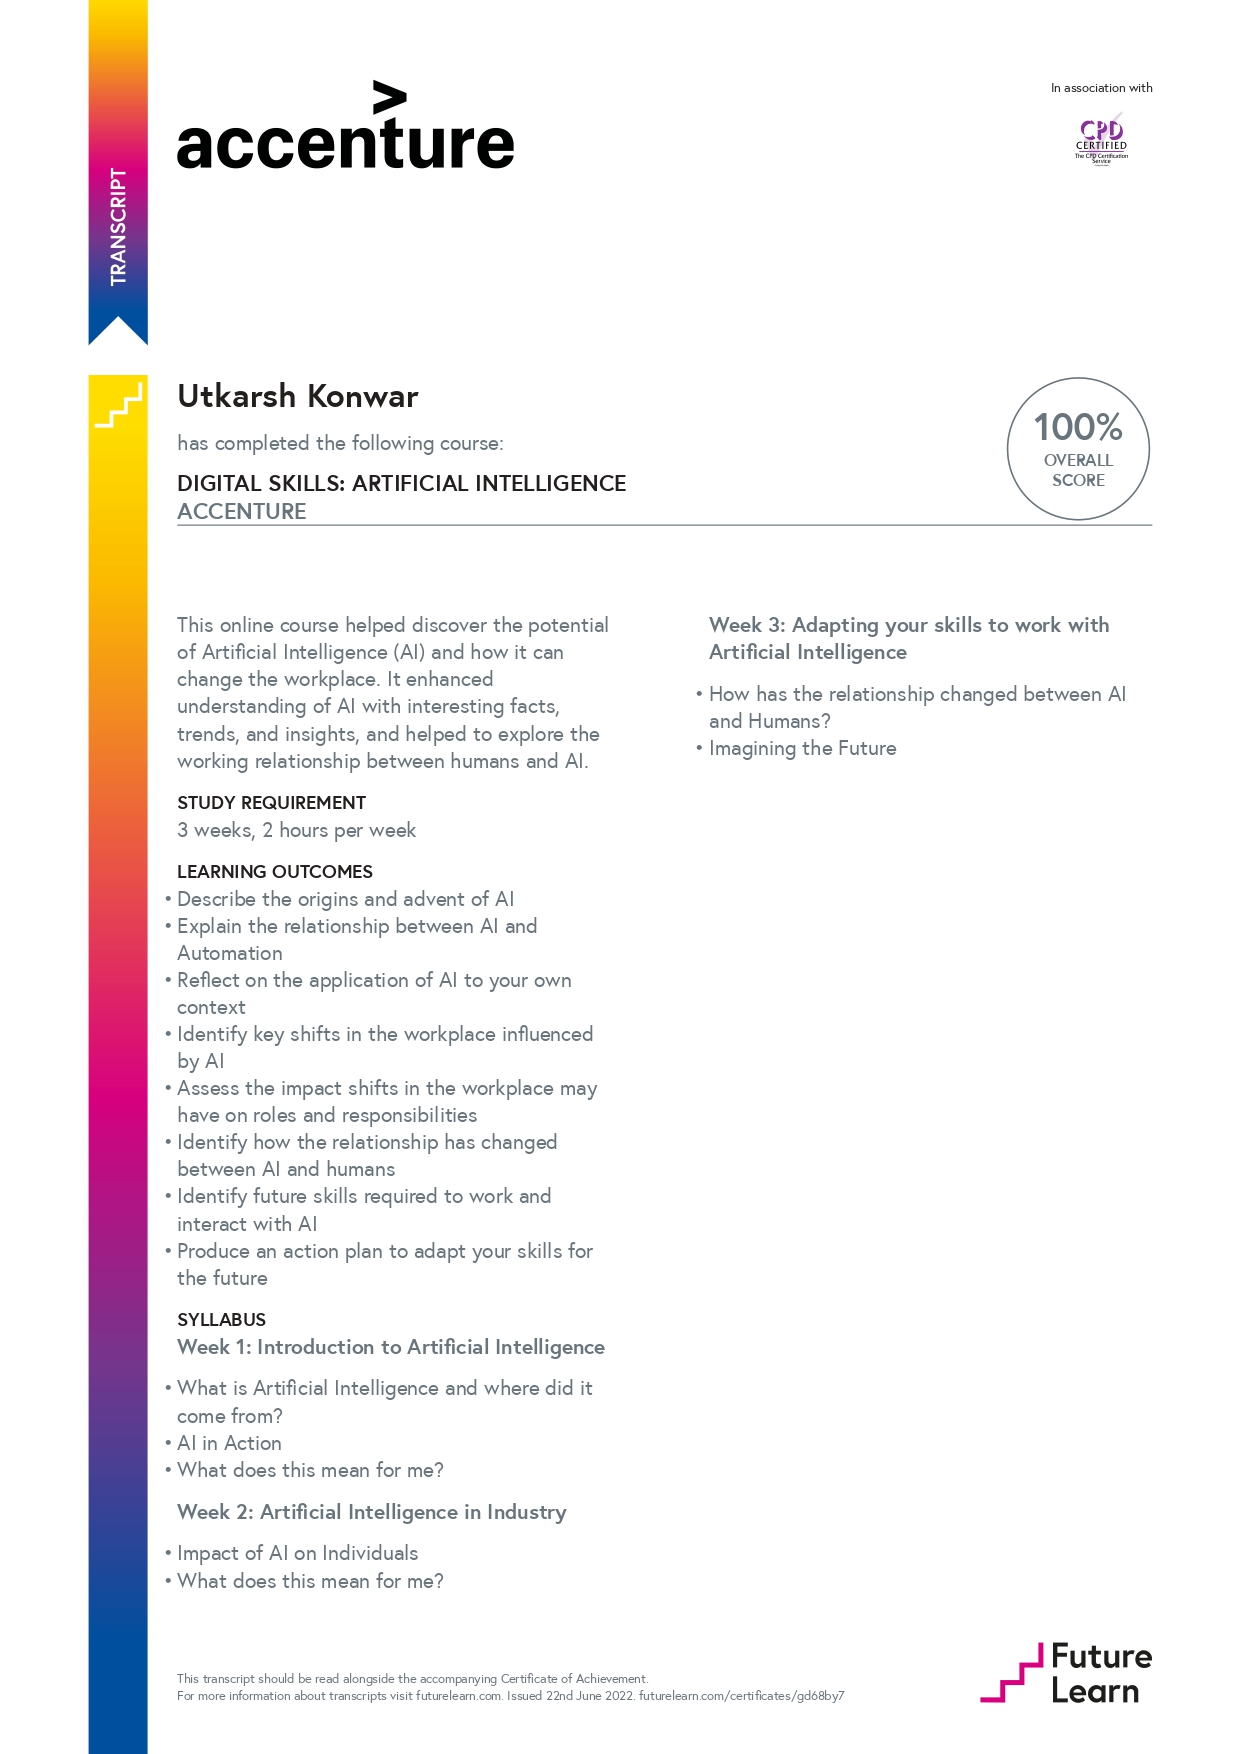 TRANSCRIPT
accenture
In association with
CPD
CERTIFIED
The CPD Certification
Service
Utkarsh Konwar
has completed the following course:
DIGITAL SKILLS: ARTIFICIAL INTELLIGENCE
ACCENTURE
100%
OVERALL
SCORE
This online course helped discover the potential
of Artificial Intelligence (AI) and how it can
change the workplace. It enhanced
understanding of AI with interesting facts,
trends, and insights, and helped to explore the
working relationship between humans and AI.
STUDY REQUIREMENT
3 weeks, 2 hours per week
LEARNING OUTCOMES
• Describe the origins and advent of AI
• Explain the relationship between AI and
Automation
• Reflect on the application of AI to your own
context
• Identify key shifts in the workplace influenced
by AI
• Assess the impact shifts in the workplace may
have on roles and responsibilities
• Identify how the relationship has changed
between AI and humans
• Identify future skills required to work and
interact with AI
• Produce an action plan to adapt your skills for
the future
SYLLABUS
Week 1: Introduction to Artificial Intelligence
• What is Artificial Intelligence and where did it
come from?
• AI in Action
• What does this mean for me?
Week 2: Artificial Intelligence in Industry
• Impact of AI on Individuals
• What does this mean for me?
Week 3: Adapting your skills to work with
Artificial Intelligence
• How has the relationship changed between AI
and Humans?
• Imagining the Future
This transcript should be read alongside the accompanying Certificate of Achievement.
For more information about transcripts visit futurelearn.com. Issued 22nd June 2022. futurelearn.com/certificates/gd68by7
Future
Learn